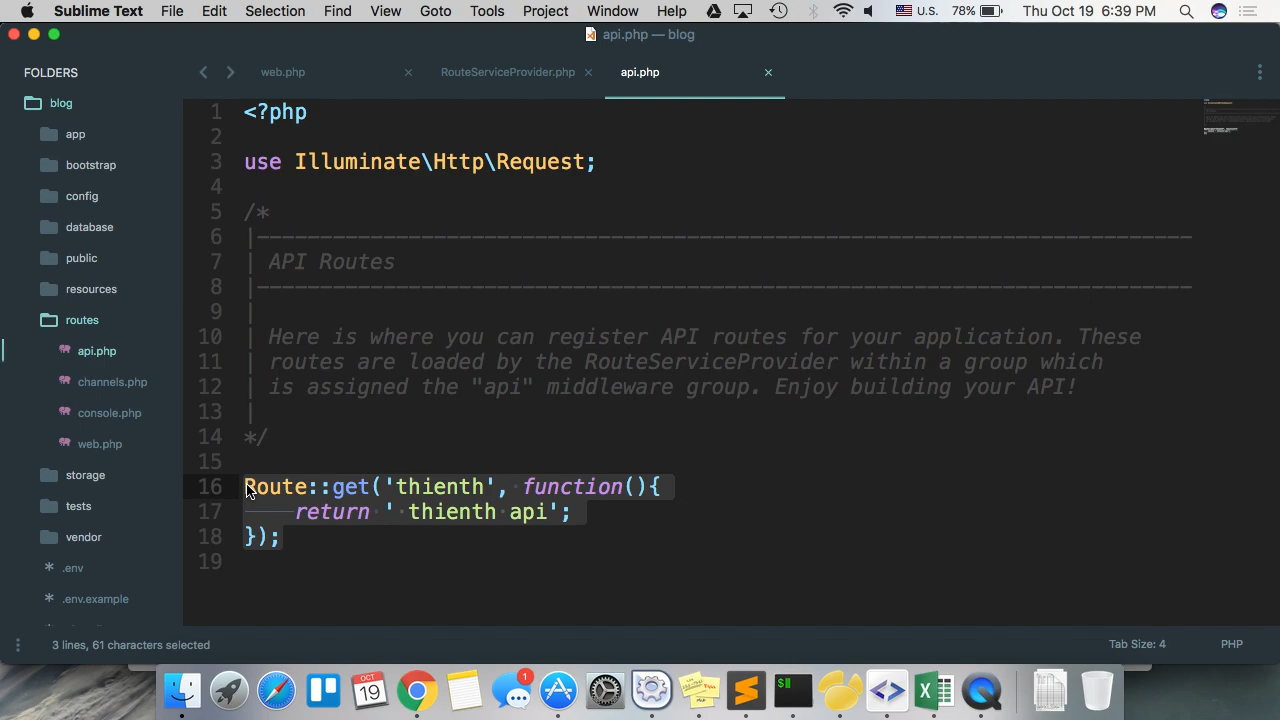 Sublime Text File Edit Selection Find View Goto Tools Project Window Help U.S. 78% Thu Oct 19 6:39 PM
api.php — blog
FOLDERS
blog
app
bootstrap
config
database
public
resources
routes
api.php
channels.php
console.php
web.php
storage
tests
vendor
.env
.env.example
web.php RouteServiceProvider.php api.php
1 <?php
2
3 use Illuminate\Http\Request;
4
5 /*
6 |--------------------------------------------------------------------------
7 | API Routes
8 |--------------------------------------------------------------------------
9 |
10 | Here is where you can register API routes for your application. These
11 | routes are loaded by the RouteServiceProvider within a group which
12 | is assigned the "api" middleware group. Enjoy building your API!
13 |
14 */
15
16 Route::get('thienth', function(){
17 return ' thienth api';
18 });
19
3 lines, 61 characters selected Tab Size: 4 PHP
OCT
19
1